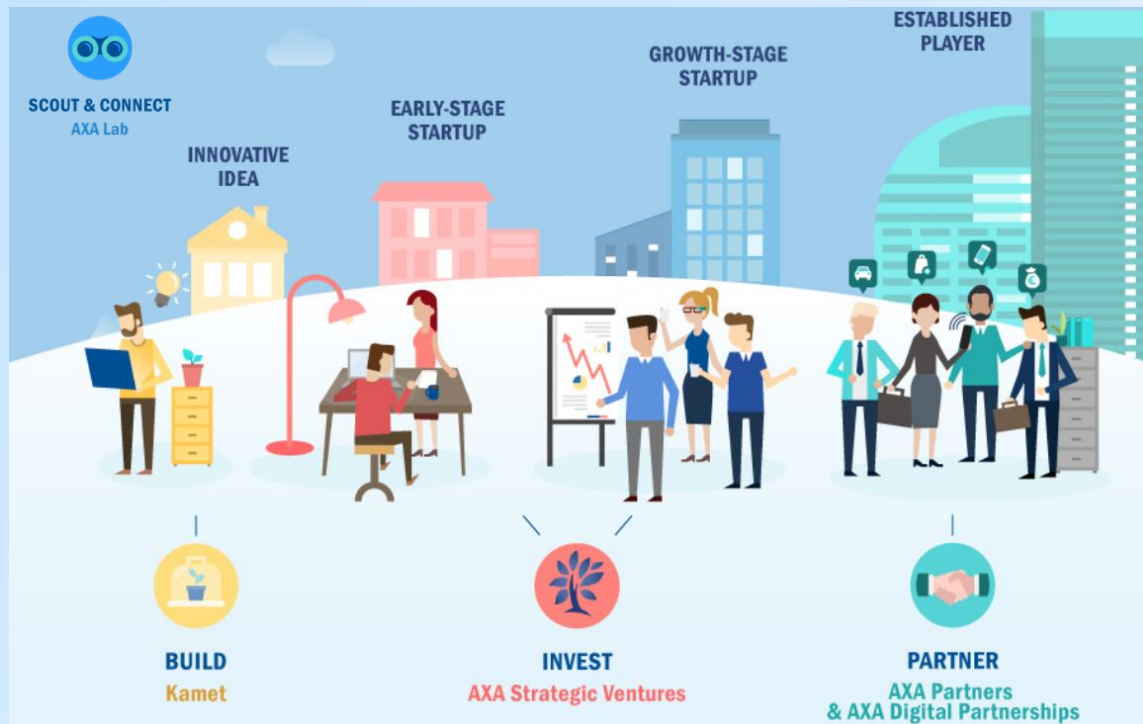 SCOUT & CONNECT
AXA Lab
INNOVATIVE
IDEA
EARLY-STAGE
STARTUP
GROWTH-STAGE
STARTUP
ESTABLISHED
PLAYER
BUILD
Kamet
INVEST
AXA Strategic Ventures
PARTNER
AXA Partners
& AXA Digital Partnerships